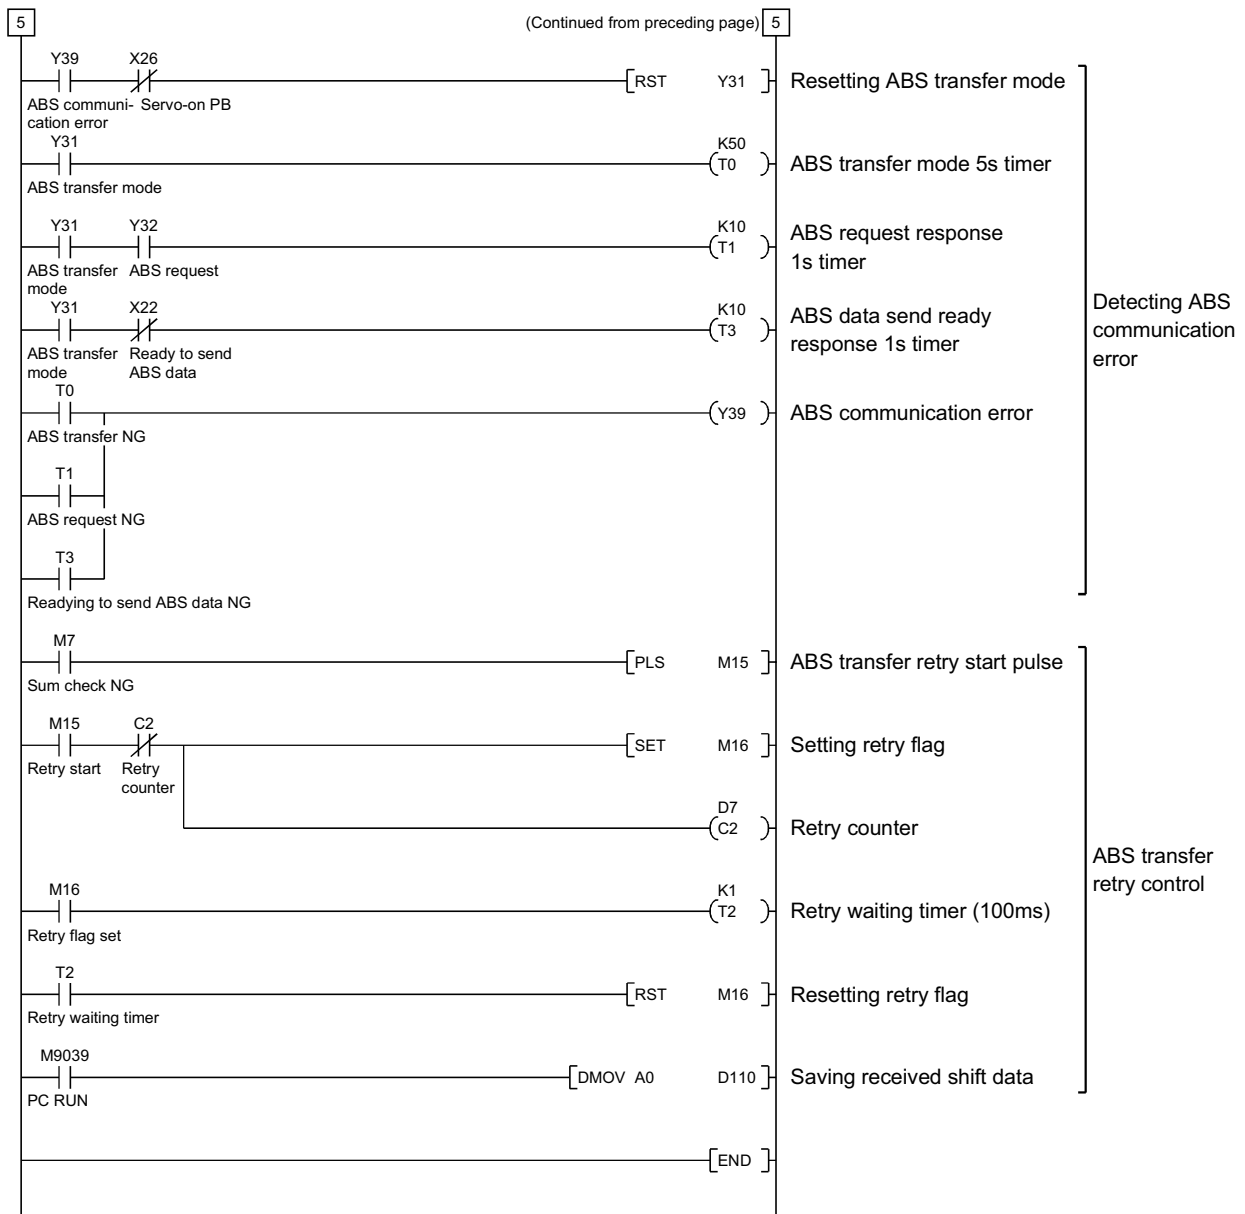 5
(Continued from preceding page) 5
Y39 X26
RST Y31 Resetting ABS transfer mode
ABS communi- Servo-on PB
cation error
Y31 K50
T0 ABS transfer mode 5s timer
ABS transfer mode
Y31 Y32 K10
T1 ABS request response
1s timer
ABS transfer ABS request
mode
Y31 X22 K10
T3 ABS data send ready
response 1s timer
ABS transfer Ready to send
mode ABS data
Detecting ABS
communication
error
T0
Y39 ABS communication error
ABS transfer NG
T1
ABS request NG
T3
Readying to send ABS data NG
M7
PLS M15 ABS transfer retry start pulse
Sum check NG
M15 C2
SET M16 Setting retry flag
Retry start Retry
counter
D7
C2 Retry counter
ABS transfer
retry control
M16 K1
T2 Retry waiting timer (100ms)
Retry flag set
T2
RST M16 Resetting retry flag
Retry waiting timer
M9039
DMOV A0 D110 Saving received shift data
PC RUN
END